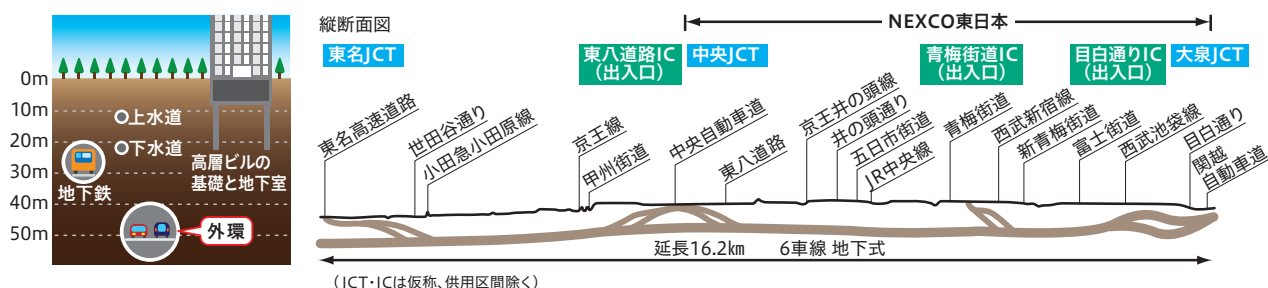 0m
10m
20m
30m
40m
50m
上水道
下水道
地下鉄
高層ビルの
基礎と地下室
外環
縦断面図
NEXCO東日本
東名JCT
東八道路IC
(出入口)
中央JCT
青梅街道IC
(出入口)
目白通りIC
(出入口)
大泉JCT
東名高速道路
世田谷通り
小田急小田原線
京王線
甲州街道
中央自動車道
東八道路
京王井の頭線
井の頭通り
五日市街道
JR中央線
青梅街道
西武新宿線
新青梅街道
富士街道
西武池袋線
目白通り
関越
自動車道
延長16.2㎞ 6車線 地下式
(JCT・ICは仮称、供用区間除く)